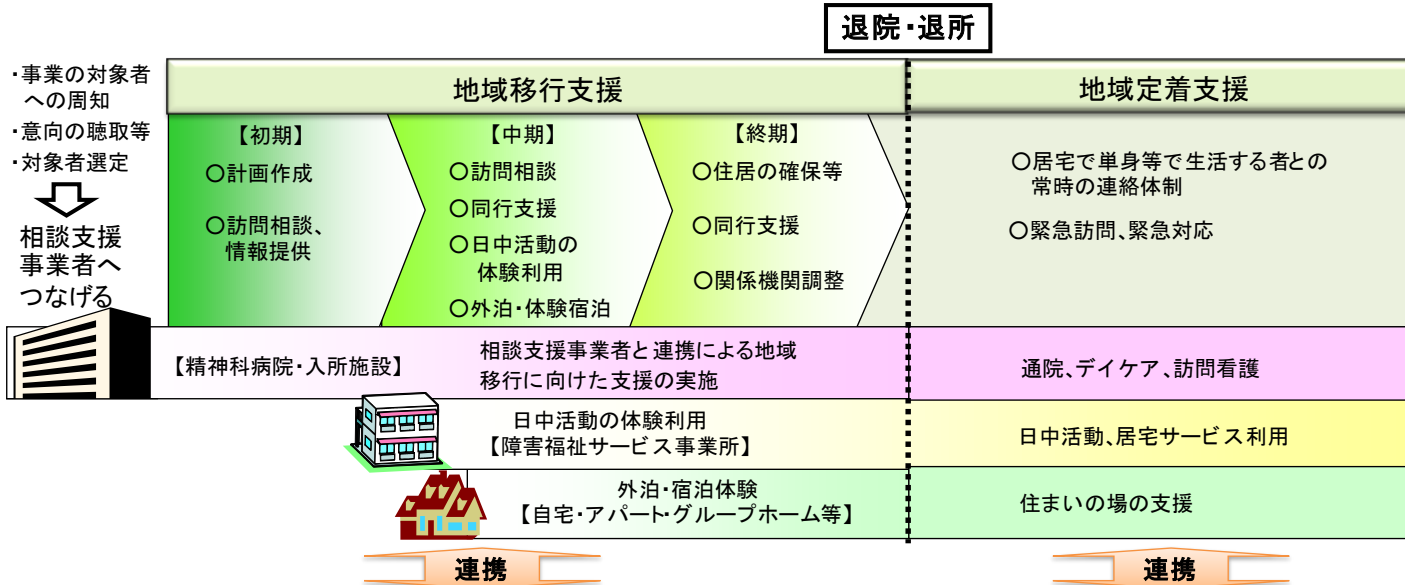 退院・退所
・事業の対象者
への周知
・意向の聴取等
・対象者選定
相談支援
事業者へ
つなげる
地域移行支援
地域定着支援
【初期】
○計画作成
○訪問相談、
情報提供
【中期】
○訪問相談
○同行支援
○日中活動の
体験利用
○外泊・体験宿泊
【終期】
○住居の確保等
○同行支援
○関係機関調整
○居宅で単身等で生活する者との
常時の連絡体制
○緊急訪問、緊急対応
【精神科病院・入所施設】
相談支援事業者と連携による地域
移行に向けた支援の実施
通院、デイケア、訪問看護
日中活動の体験利用
【障害福祉サービス事業所】
日中活動、居宅サービス利用
外泊・宿泊体験
【自宅・アパート・グループホーム等】
住まいの場の支援
連携
連携